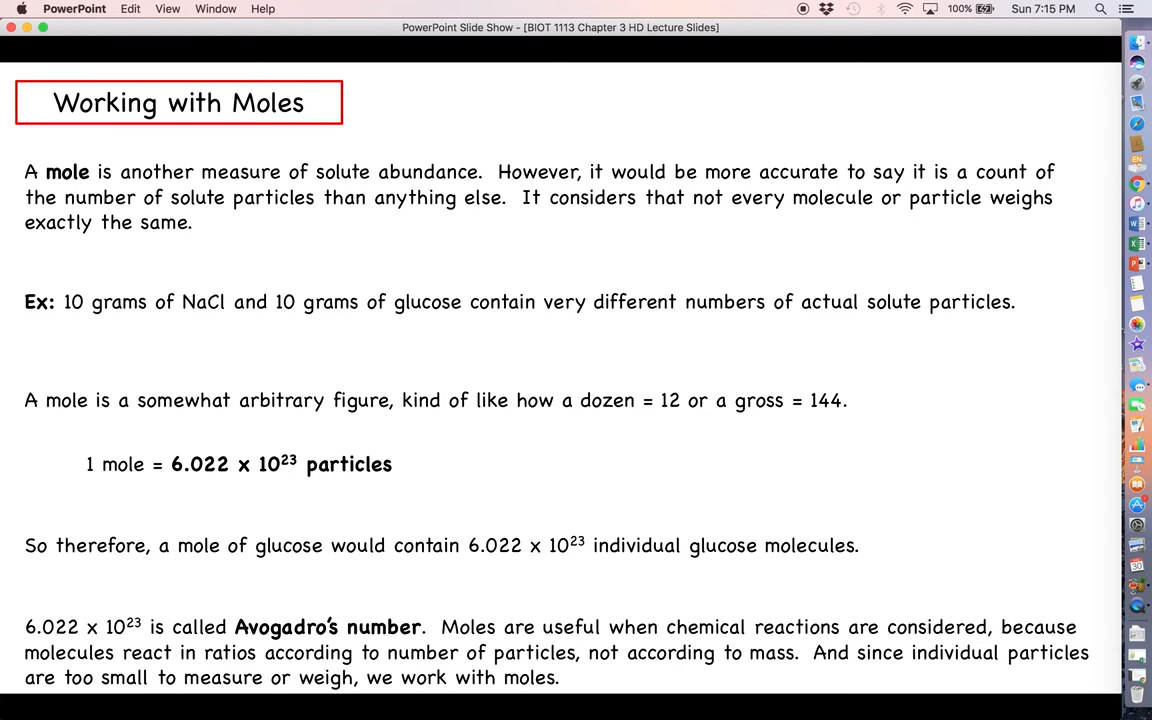 PowerPoint Edit View Window Help 100% Sun 7:15 PM
PowerPoint Slide Show - [BIOT 1113 Chapter 3 HD Lecture Slides]
Working with Moles
A mole is another measure of solute abundance. However, it would be more accurate to say it is a count of
the number of solute particles than anything else. It considers that not every molecule or particle weighs
exactly the same.
Ex: 10 grams of NaCl and 10 grams of glucose contain very different numbers of actual solute particles.
A mole is a somewhat arbitrary figure, kind of like how a dozen = 12 or a gross = 144.
1 mole = 6.022 x 10²³ particles
So therefore, a mole of glucose would contain 6.022 x 10²³ individual glucose molecules.
6.022 x 10²³ is called Avogadro's number. Moles are useful when chemical reactions are considered, because
molecules react in ratios according to number of particles, not according to mass. And since individual particles
are too small to measure or weigh, we work with moles.